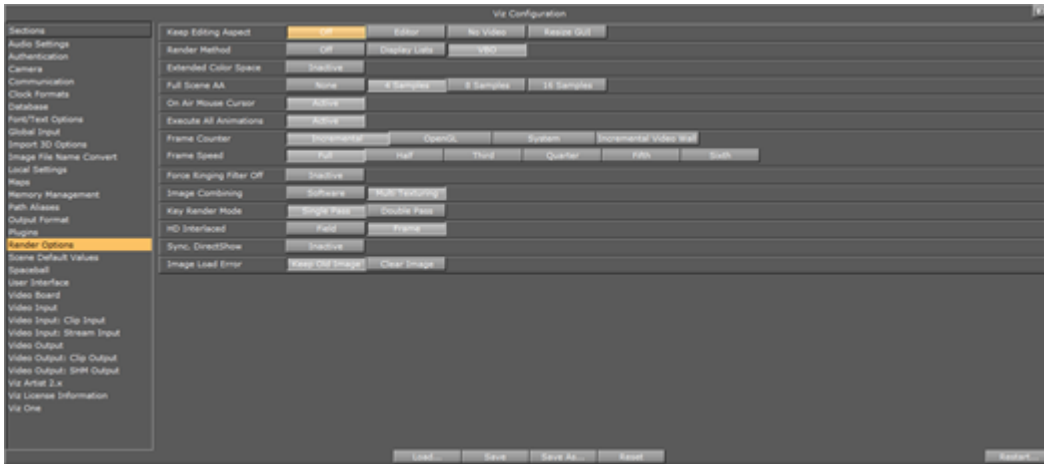 Viz Configuration
x
Sections
Audio Settings
Authentication
Camera
Communication
Clock Formats
Database
Font/Text Options
Global Input
Import 3D Options
Image File Name Convert
Local Settings
Maps
Memory Management
Path Aliases
Output Format
Plugins
Render Options
Scene Default Values
Spaceball
User Interface
Video Board
Video Input
Video Input: Clip Input
Video Input: Stream Input
Video Output
Video Output: Clip Output
Video Output: SHM Output
Viz Artist 2.x
Viz License Information
Viz One
Keep Editing Aspect Off Editor No Video Resize GUI
Render Method Off Display Lists VBO
Extended Color Space Inactive
Full Scene AA None 4 Samples 8 Samples 16 Samples
On Air Mouse Cursor Active
Execute All Animations Active
Frame Counter Incremental OpenGL System Incremental Video Wall
Frame Speed Full Half Third Quarter Fifth Sixth
Force Ringing Filter Off Inactive
Image Combining Software Multi Texturing
Key Render Mode Single Pass Double Pass
HD Interlaced Field Frame
Sync. DirectShow Inactive
Image Load Error Keep Old Image Clear Image
Load... Save Save As... Reset Restart...